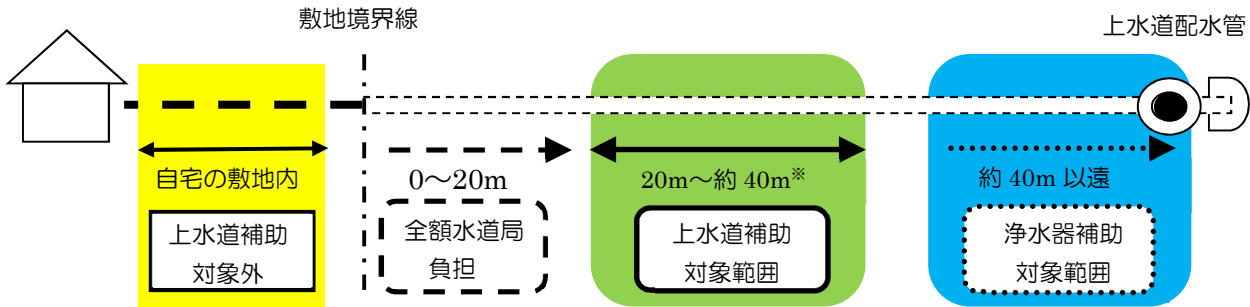 敷地境界線
上水道配水管
自宅の敷地内
0～20m
20m～約 40m※
約 40m 以遠
上水道補助
対象外
全額水道局
負担
上水道補助
対象範囲
浄水器補助
対象範囲